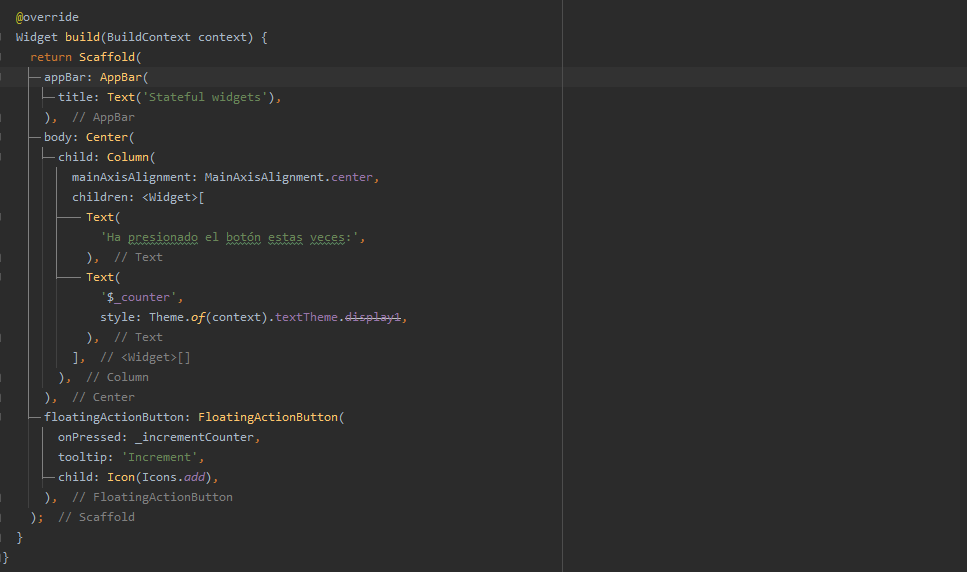 @override
Widget build(BuildContext context) {
  return Scaffold(
    appBar: AppBar(
      title: Text('Stateful widgets'),
    ),  // AppBar
    body: Center(
      child: Column(
        mainAxisAlignment: MainAxisAlignment.center,
        children: <Widget>[
          Text(
            'Ha presionado el botón estas veces:',
          ),  // Text
          Text(
            '$_counter',
            style: Theme.of(context).textTheme.display1,
          ),  // Text
        ],  // <Widget>[]
      ),  // Column
    ),  // Center
    floatingActionButton: FloatingActionButton(
      onPressed: _incrementCounter,
      tooltip: 'Increment',
      child: Icon(Icons.add),
    ),  // FloatingActionButton
  );  // Scaffold
}
}